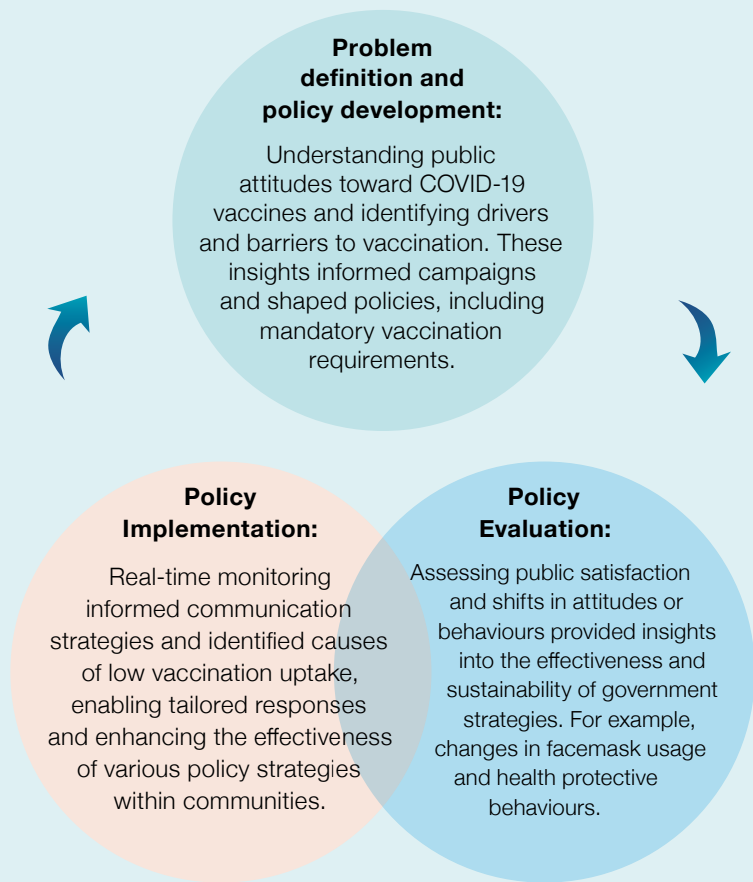 Problem
definition and
policy development:
Understanding public
attitudes toward COVID-19
vaccines and identifying drivers
and barriers to vaccination. These
insights informed campaigns
and shaped policies, including
mandatory vaccination
requirements.
Policy
Implementation:
Real-time monitoring
informed communication
strategies and identified causes
of low vaccination uptake,
enabling tailored responses
and enhancing the effectiveness
of various policy strategies
within communities.
Policy
Evaluation:
Assessing public satisfaction
and shifts in attitudes or
behaviours provided insights
into the effectiveness and
sustainability of government
strategies. For example,
changes in facemask usage
and health protective
behaviours.